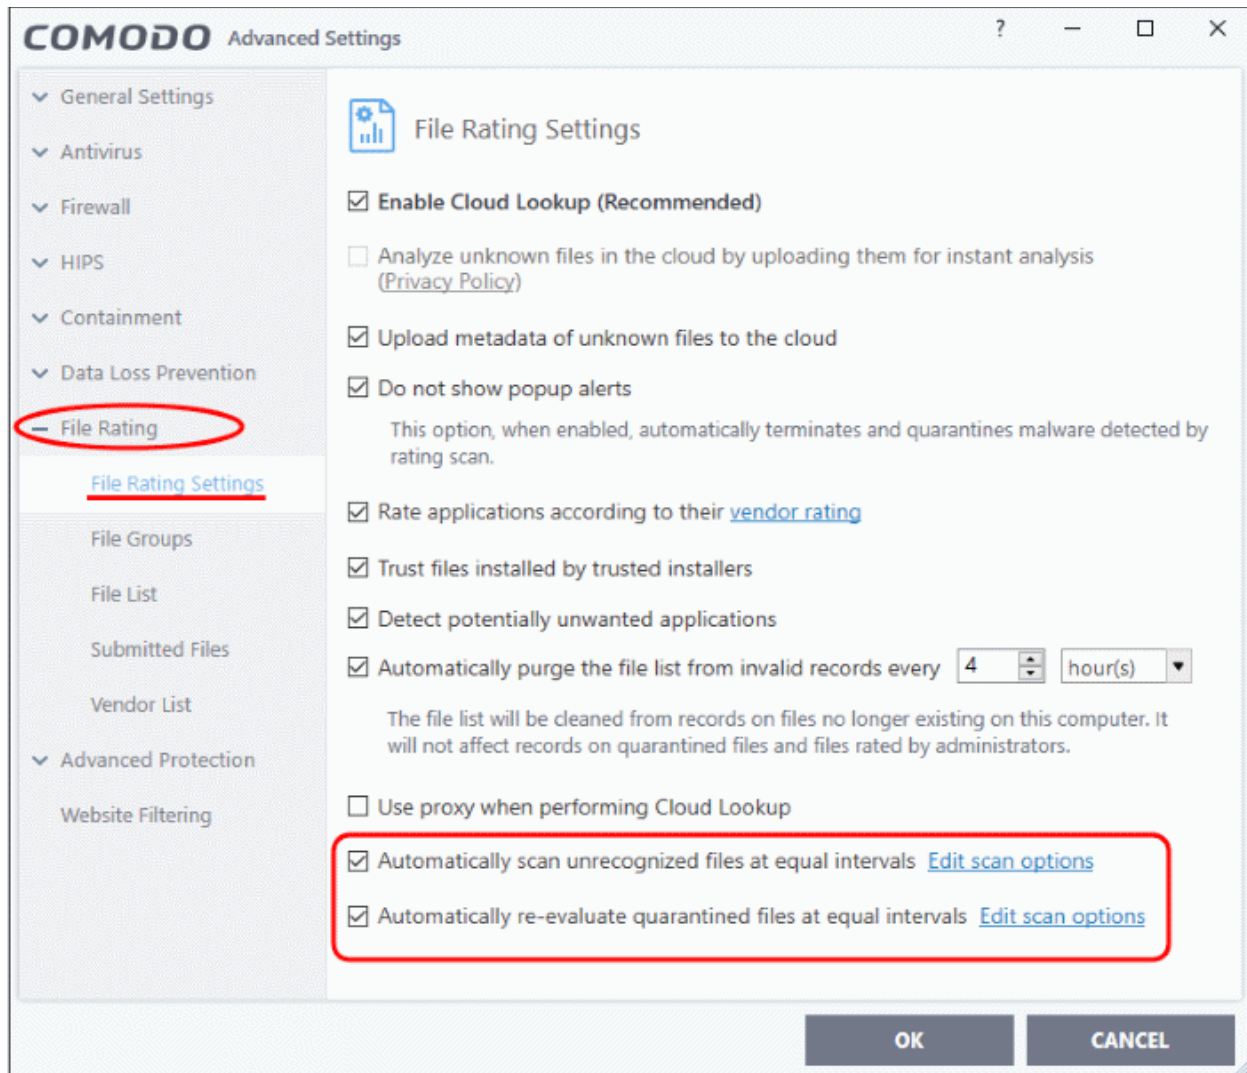 COMODO Advanced Settings ?
General Settings
Antivirus
Firewall
HIPS
Containment
Data Loss Prevention
File Rating
File Rating Settings
File Groups
File List
Submitted Files
Vendor List
Advanced Protection
Website Filtering
File Rating Settings
Enable Cloud Lookup (Recommended)
Analyze unknown files in the cloud by uploading them for instant analysis
(Privacy Policy)
Upload metadata of unknown files to the cloud
Do not show popup alerts
This option, when enabled, automatically terminates and quarantines malware detected by
rating scan.
Rate applications according to their vendor rating
Trust files installed by trusted installers
Detect potentially unwanted applications
Automatically purge the file list from invalid records every 4 hour(s)
The file list will be cleaned from records on files no longer existing on this computer. It
will not affect records on quarantined files and files rated by administrators.
Use proxy when performing Cloud Lookup
Automatically scan unrecognized files at equal intervals Edit scan options
Automatically re-evaluate quarantined files at equal intervals Edit scan options
OK CANCEL